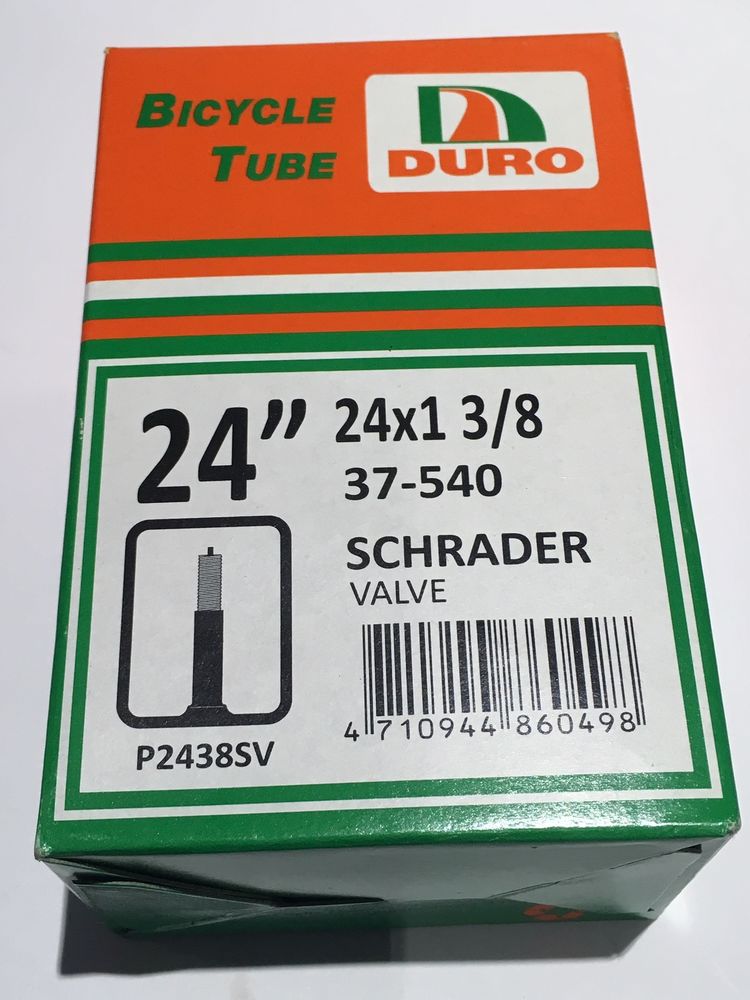 BICYCLE
TUBE
DURO
24”
24x1 3/8
37-540
SCHRADER
VALVE
P2438SV
4 710944 860498